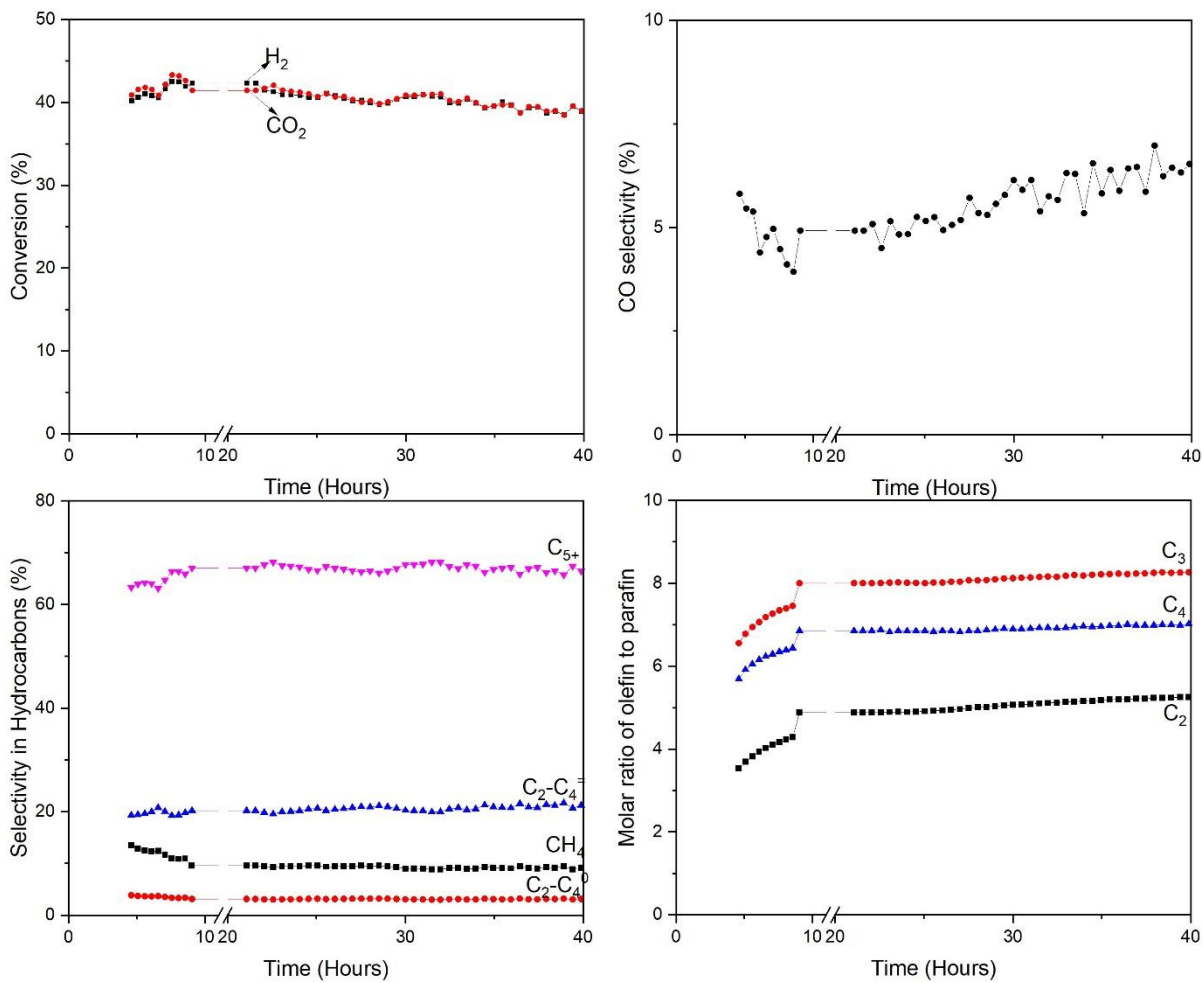 50
40
30
20
10
0
Conversion (%)
H₂
CO₂
0
10
20
30
40
Time (Hours)
10
5
0
CO selectivity (%)
0
10
20
30
40
Time (Hours)
80
60
40
20
0
Selectivity in Hydrocarbons (%)
C₅₊
C₂-C₄⁼
CH₄
C₂-C₄⁰
0
10
20
30
40
Time (Hours)
10
8
6
4
2
0
Molar ratio of olefin to parafin
C₃
C₄
C₂
0
10
20
30
40
Time (Hours)